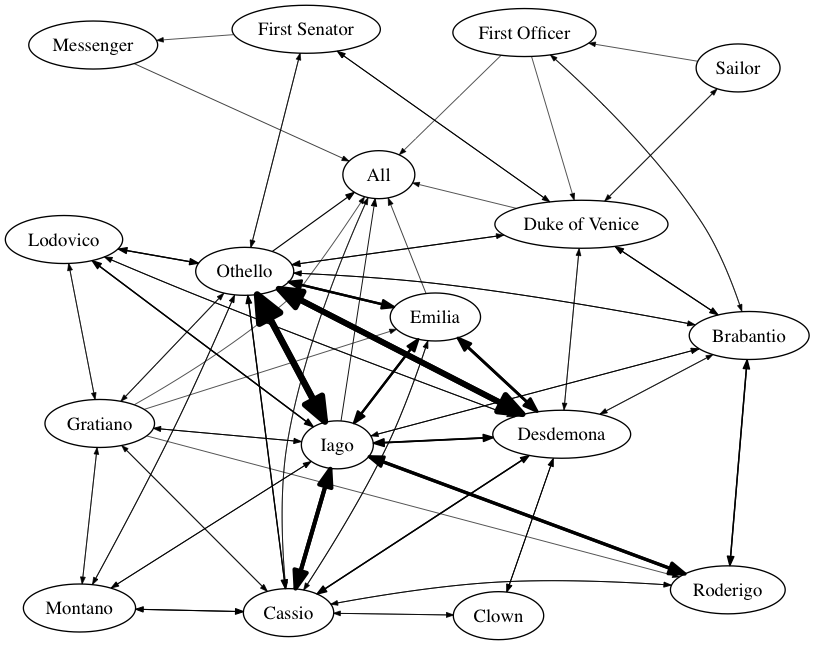 First Senator
First Officer
Messenger
Sailor
All
Duke of Venice
Lodovico
Othello
Emilia
Brabantio
Gratiano
Desdemona
Iago
Roderigo
Montano
Cassio
Clown